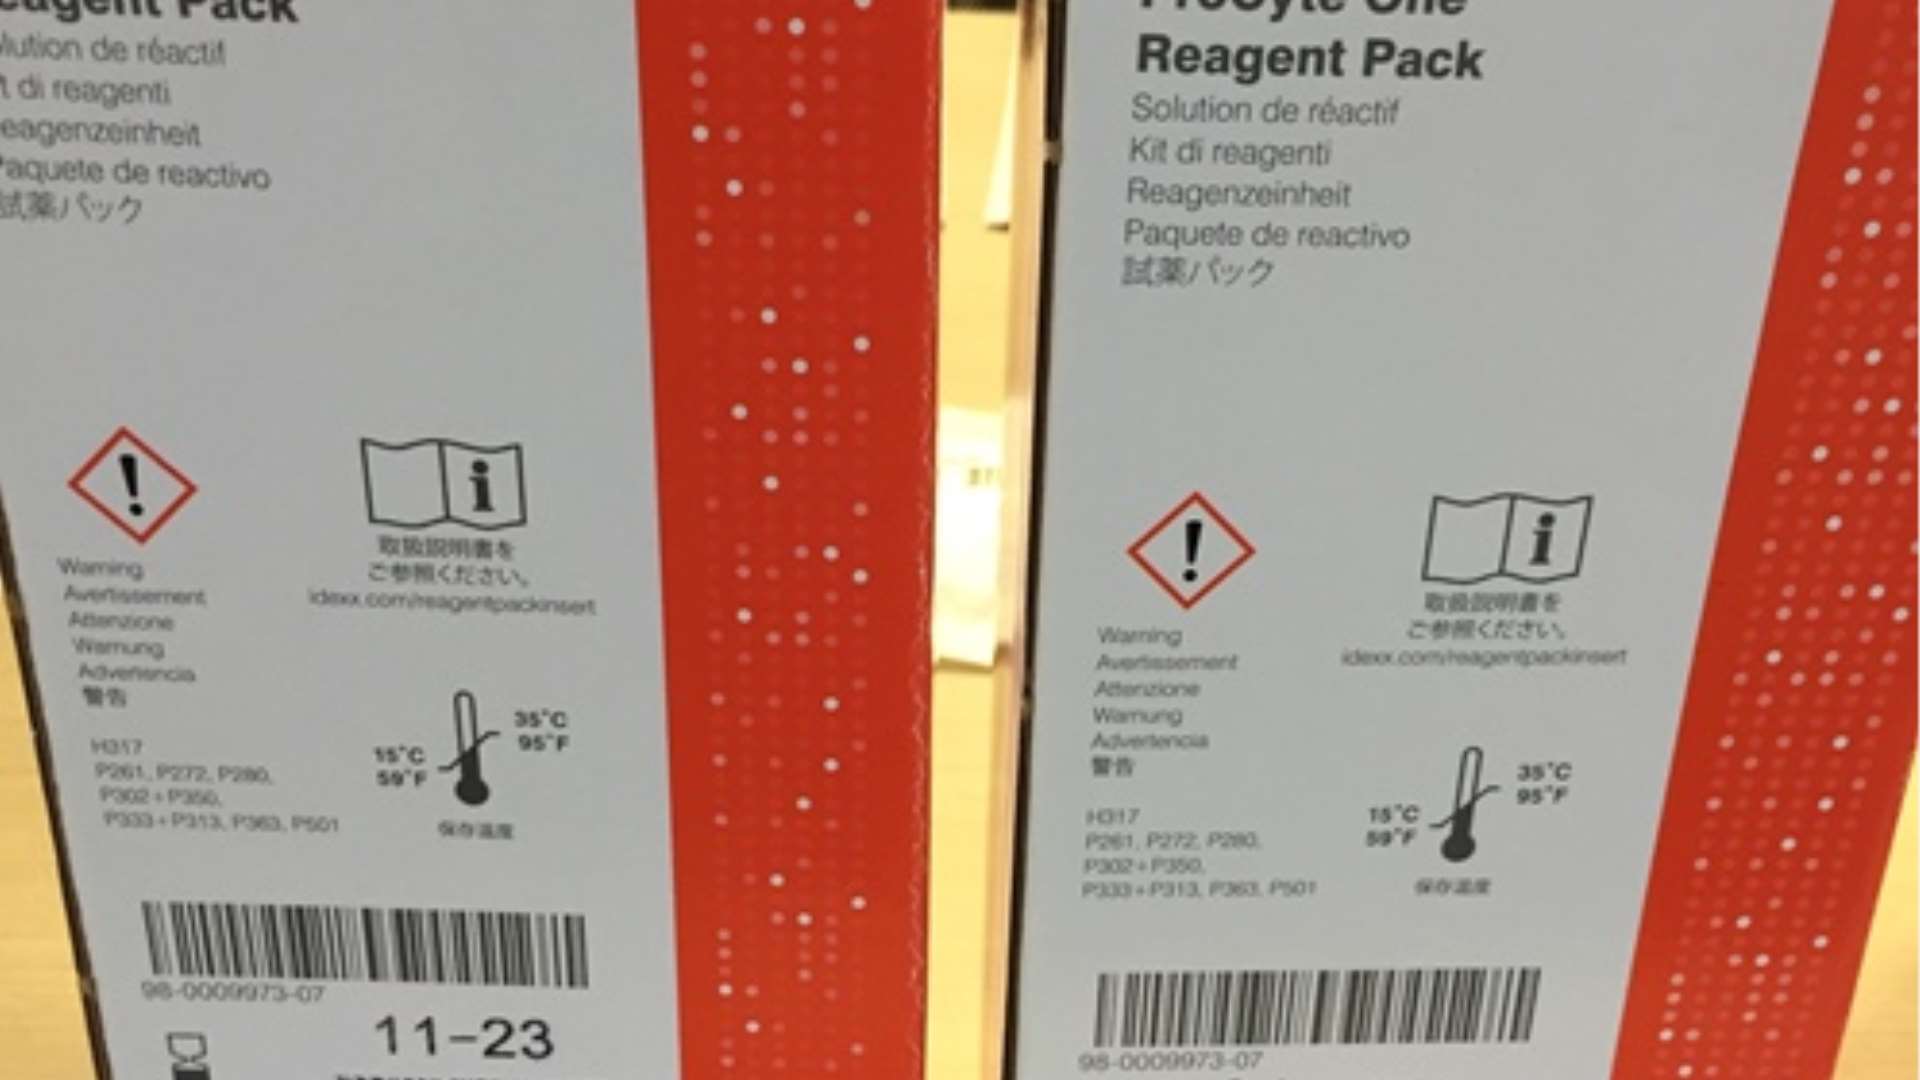 Reagent Pack
Solution de réactif
Kit di reagenti
Reagenzeinheit
Paquete de reactivo
試薬パック
取扱説明書を
ご参照ください。
idexx.com/reagentpackinsert
Warning
Avertissement
Attenzione
Warnung
Advertencia
警告
35°C
95°F
15°C
59°F
保存温度
H317
P261, P272, P280,
P302+P350,
P333+P313, P363, P501
98-0009973-07
11-23
ProCyte One
Reagent Pack
Solution de réactif
Kit di reagenti
Reagenzeinheit
Paquete de reactivo
試薬パック
取扱説明書を
ご参照ください。
idexx.com/reagentpackinsert
Warning
Avertissement
Attenzione
Warnung
Advertencia
警告
35°C
95°F
15°C
59°F
保存温度
H317
P261, P272, P280,
P302+P350,
P333+P313, P363, P501
98-0009973-07